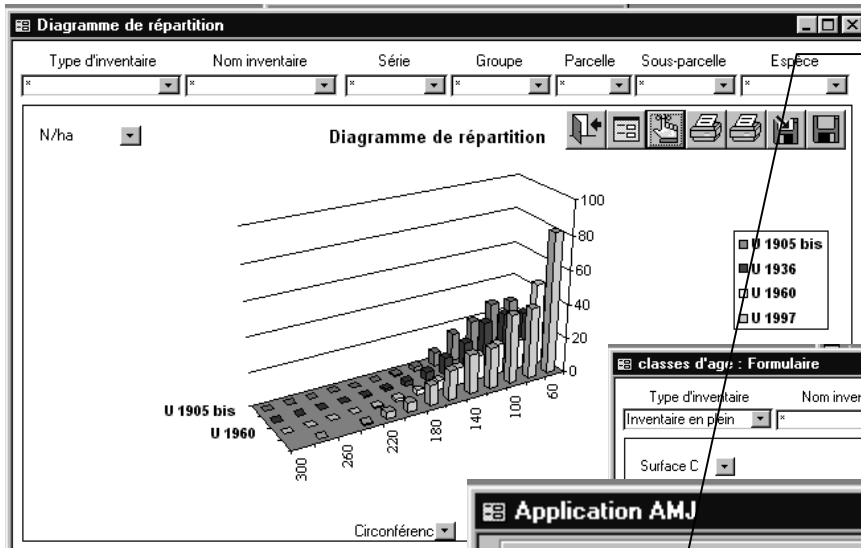 Diagramme de répartition
Type d'inventaire Nom inventaire Série Groupe Parcelle Sous-parcelle Espèce
* * * * * * *
N/ha
Diagramme de répartition
100
80
60
40
20
0
U 1905 bis
U 1936
U 1960
U 1997
U 1905 bis
U 1960
300 260 220 180 140 100 60
Circonférenc
classes d'age : Formulaire
Type d'inventaire Nom inver
Inventaire en plein *
Surface C
Application AMJ